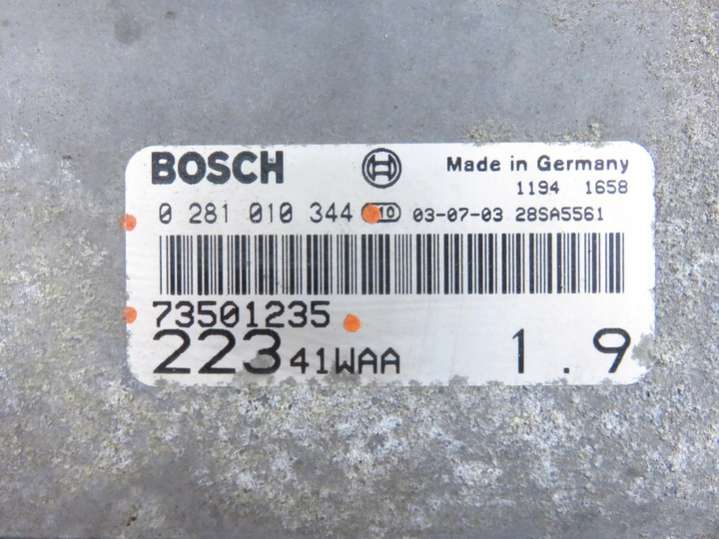 BOSCH
Made in Germany
1194 1658
0 281 010 344 10 03-07-03 28SA5561
73501235
223 41WAA 1.9